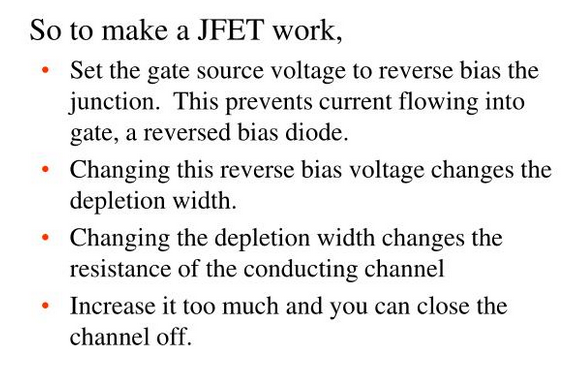 So to make a JFET work,
• Set the gate source voltage to reverse bias the
junction.  This prevents current flowing into
gate, a reversed bias diode.
• Changing this reverse bias voltage changes the
depletion width.
• Changing the depletion width changes the
resistance of the conducting channel
• Increase it too much and you can close the
channel off.